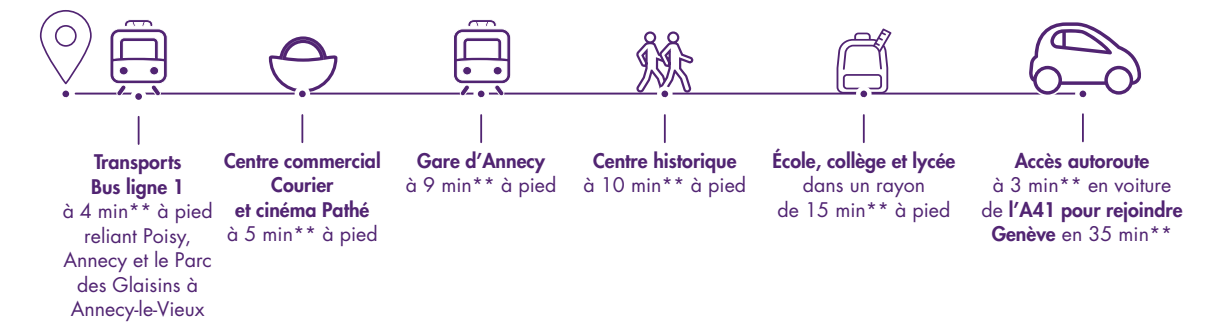 Transports
Bus ligne 1
à 4 min** à pied
reliant Poisy,
Annecy et le Parc
des Glaisins à
Annecy-le-Vieux
Centre commercial
Courier
et cinéma Pathé
à 5 min** à pied
Gare d’Annecy
à 9 min** à pied
Centre historique
à 10 min** à pied
École, collège et lycée
dans un rayon
de 15 min** à pied
Accès autoroute
à 3 min** en voiture
de l’A41 pour rejoindre
Genève en 35 min**